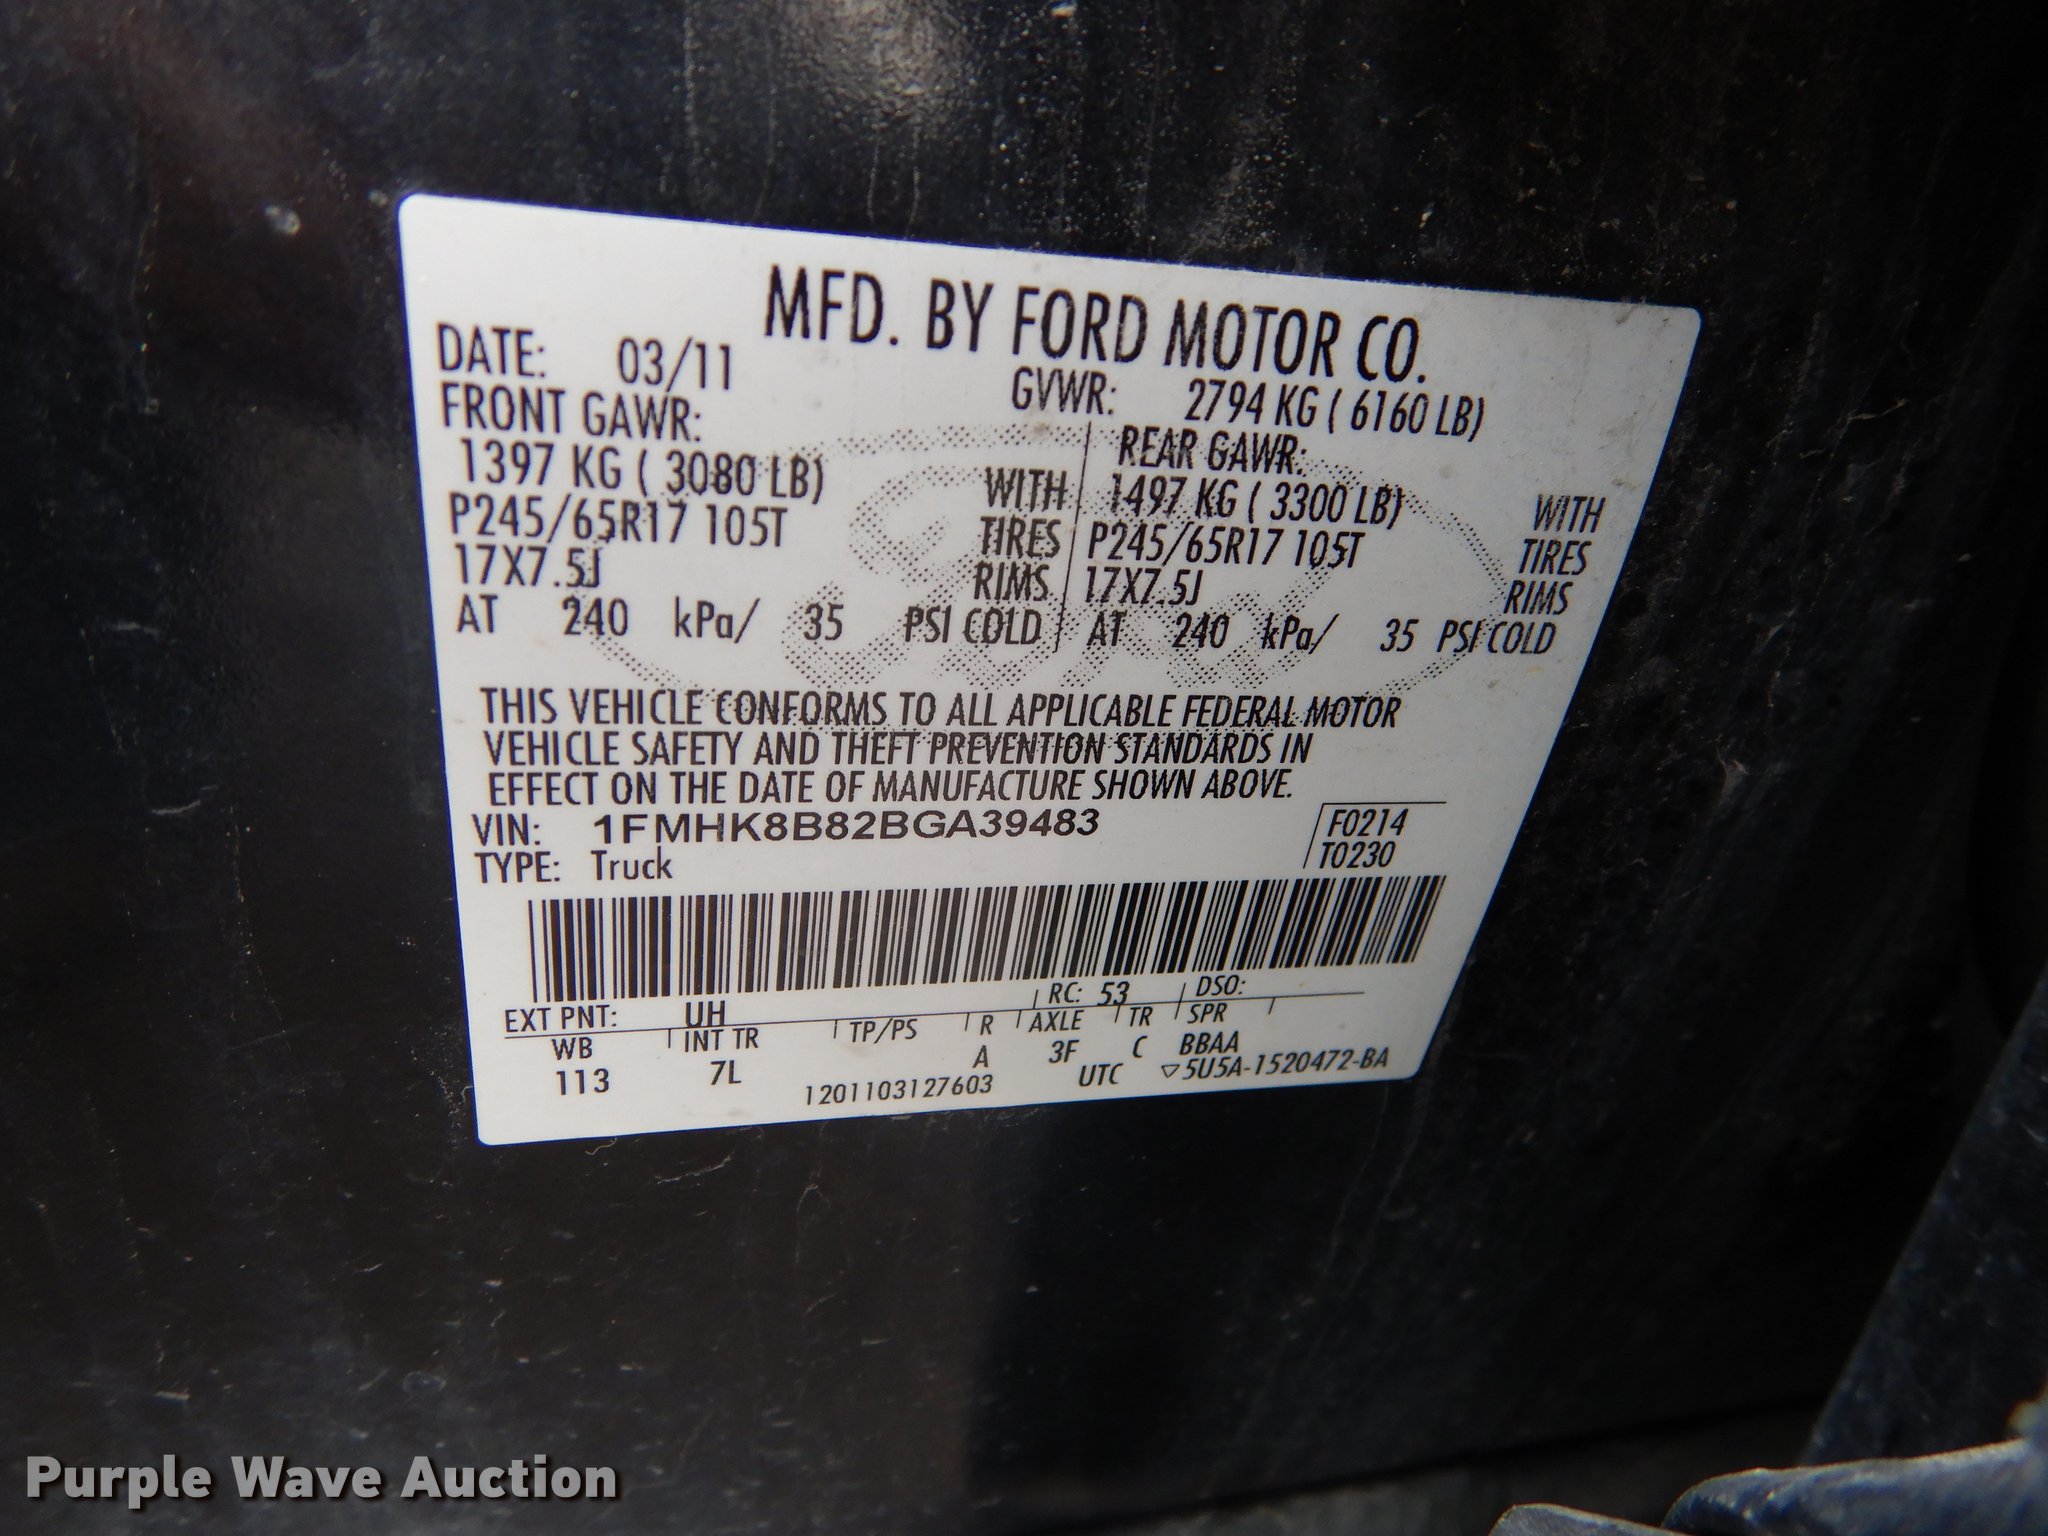 MFD. BY FORD MOTOR CO.
DATE: 03/11 GVWR: 2794 KG ( 6160 LB)
FRONT GAWR: REAR GAWR:
1397 KG ( 3080 LB) WITH 1497 KG ( 3300 LB) WITH
P245/65R17 105T TIRES P245/65R17 105T TIRES
17X7.5J RIMS 17X7.5J RIMS
AT 240 kPa/ 35 PSI COLD AT 240 kPa/ 35 PSI COLD
THIS VEHICLE CONFORMS TO ALL APPLICABLE FEDERAL MOTOR
VEHICLE SAFETY AND THEFT PREVENTION STANDARDS IN
EFFECT ON THE DATE OF MANUFACTURE SHOWN ABOVE.
VIN: 1FMHK8B82BGA39483 F0214
TYPE: Truck T0230
EXT PNT: UH RC: 53 DSO:
WB INT TR TP/PS R AXLE TR SPR
113 7L A 3F C BBAA
1201103127603 UTC ▽5U5A-1520472-BA
Purple Wave Auction